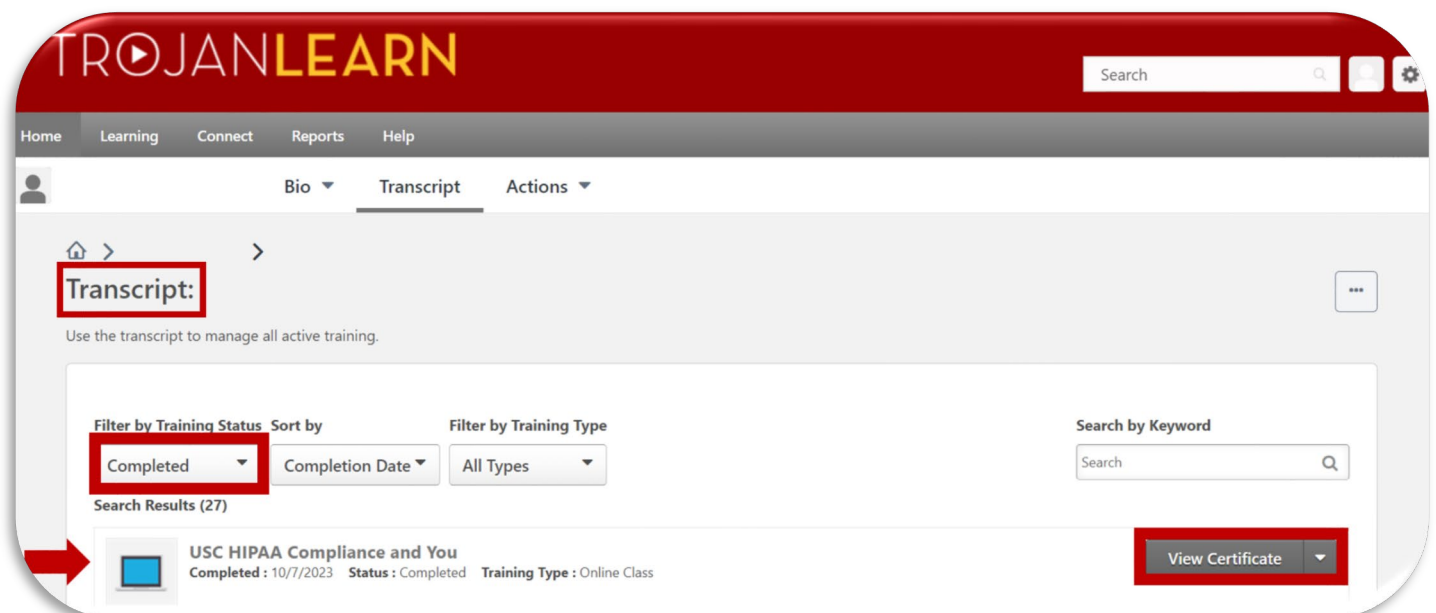 TROJANLEARN
Search
Home Learning Connect Reports Help
Bio Transcript Actions
Transcript:
Use the transcript to manage all active training.
Filter by Training Status Sort by Filter by Training Type Search by Keyword
Completed Completion Date All Types Search
Search Results (27)
USC HIPAA Compliance and You
Completed : 10/7/2023 Status : Completed Training Type : Online Class
View Certificate